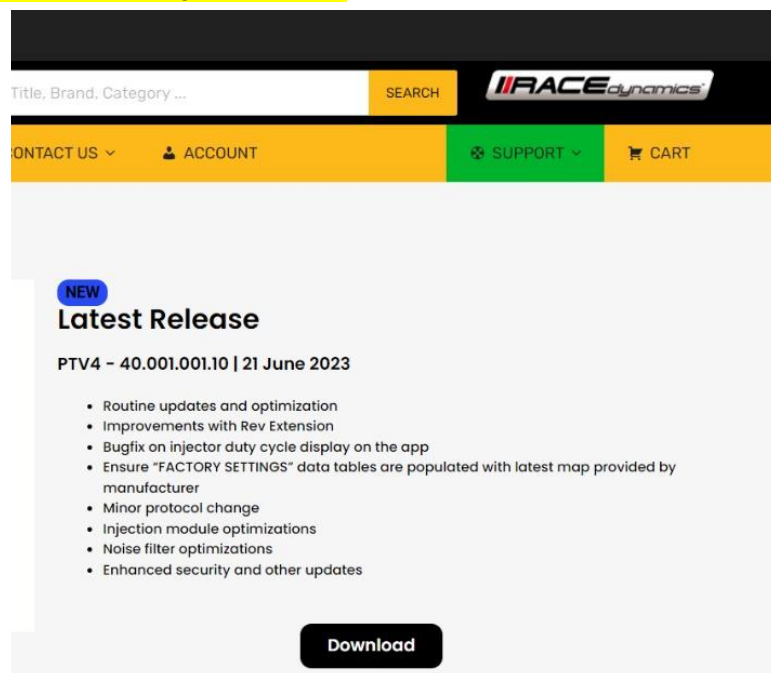 Title, Brand, Category ...
SEARCH
RACEdynamics
CONTACT US
ACCOUNT
SUPPORT
CART
NEW
Latest Release
PTV4 - 40.001.001.10 | 21 June 2023
• Routine updates and optimization
• Improvements with Rev Extension
• Bugfix on injector duty cycle display on the app
• Ensure “FACTORY SETTINGS” data tables are populated with latest map provided by
manufacturer
• Minor protocol change
• Injection module optimizations
• Noise filter optimizations
• Enhanced security and other updates
Download